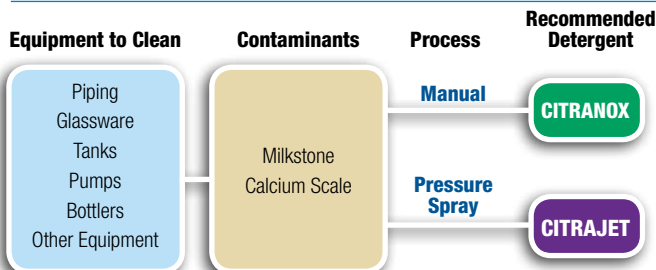 Equipment to Clean
Contaminants
Process
Recommended
Detergent
Piping
Glassware
Tanks
Pumps
Bottlers
Other Equipment
Milkstone
Calcium Scale
Manual
CITRANOX
Pressure
Spray
CITRAJET